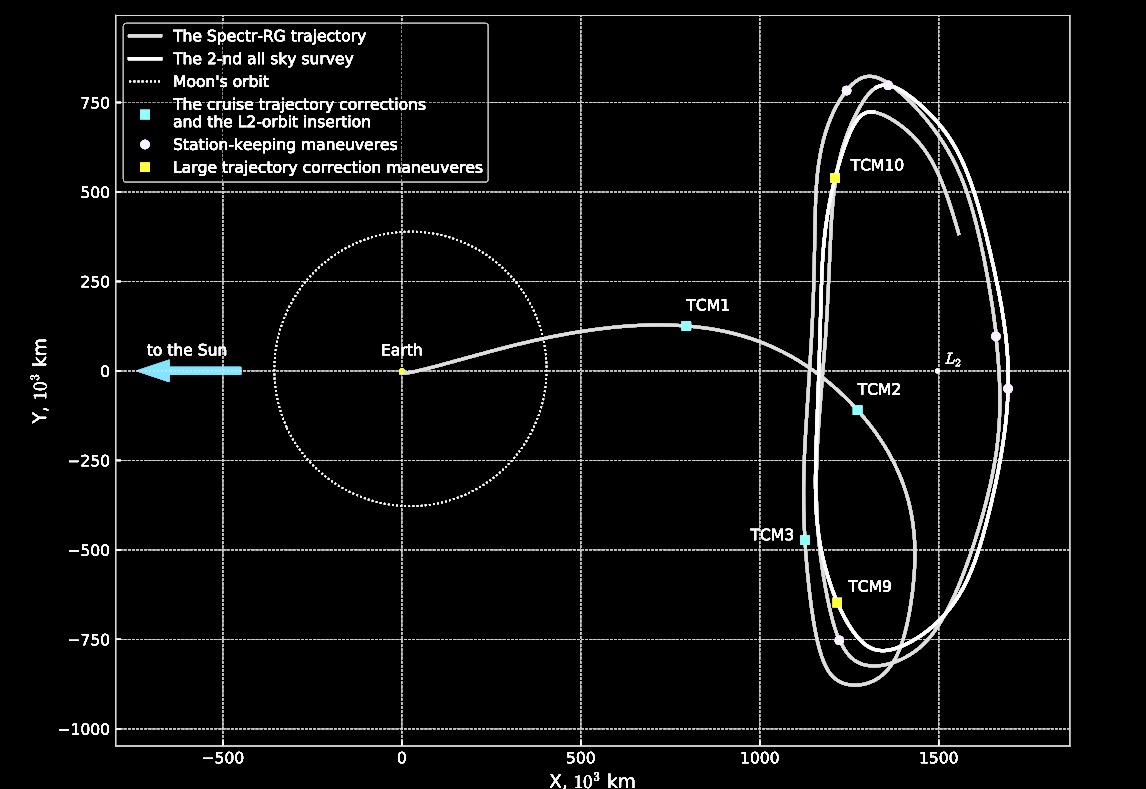 The Spectr-RG trajectory
The 2-nd all sky survey
Moon's orbit
The cruise trajectory corrections
and the L2-orbit insertion
Station-keeping maneuveres
Large trajectory correction maneuveres
750
500
250
0
−250
−500
−750
−1000
Y, 10³ km
TCM10
TCM1
to the Sun
Earth
L₂
TCM2
TCM3
TCM9
−500
0
500
1000
1500
X, 10³ km